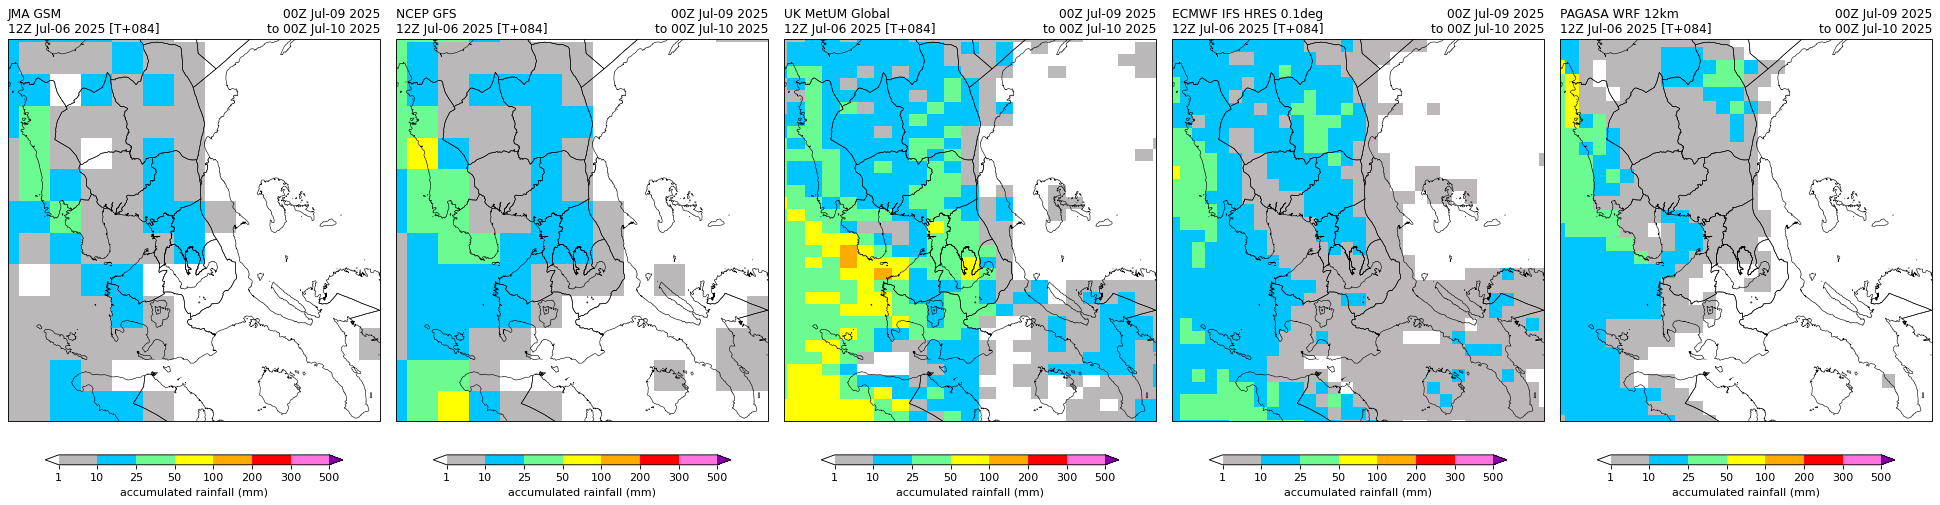 JMA GSM 00Z Jul-09 2025
12Z Jul-06 2025 [T+084] to 00Z Jul-10 2025
1 10 25 50 100 200 300 500
accumulated rainfall (mm)
NCEP GFS 00Z Jul-09 2025
12Z Jul-06 2025 [T+084] to 00Z Jul-10 2025
1 10 25 50 100 200 300 500
accumulated rainfall (mm)
UK MetUM Global 00Z Jul-09 2025
12Z Jul-06 2025 [T+084] to 00Z Jul-10 2025
1 10 25 50 100 200 300 500
accumulated rainfall (mm)
ECMWF IFS HRES 0.1deg 00Z Jul-09 2025
12Z Jul-06 2025 [T+084] to 00Z Jul-10 2025
1 10 25 50 100 200 300 500
accumulated rainfall (mm)
PAGASA WRF 12km 00Z Jul-09 2025
12Z Jul-06 2025 [T+084] to 00Z Jul-10 2025
1 10 25 50 100 200 300 500
accumulated rainfall (mm)